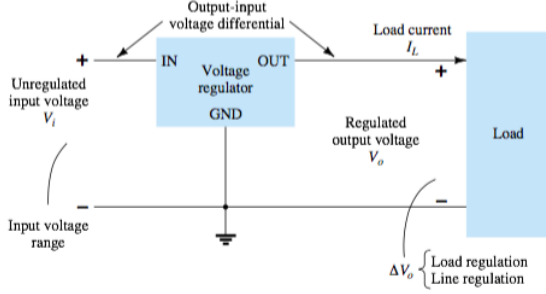 Output-input
voltage differential
Load current
I_L
+
IN
OUT
+
Voltage
regulator
Unregulated
input voltage
V_i
GND
Regulated
output voltage
V_o
Load
−
−
Input voltage
range
ΔV_o { Load regulation
Line regulation